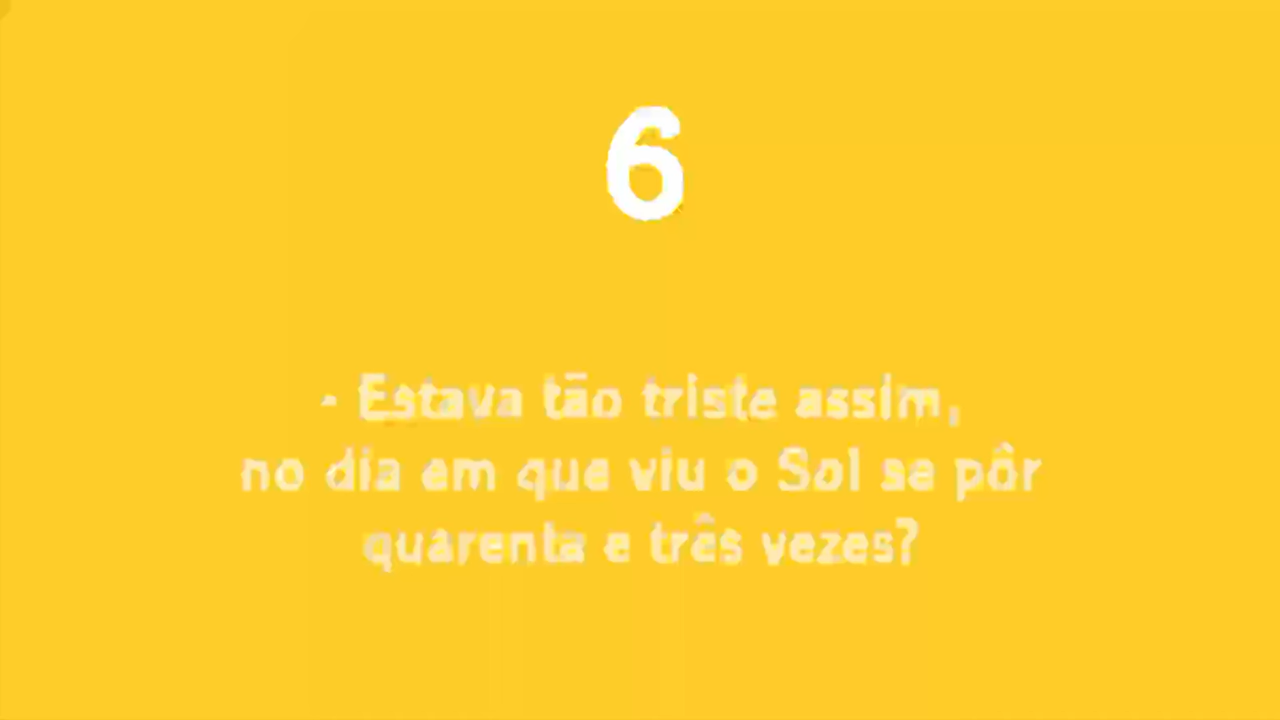 6
- Estava tão triste assim,
no dia em que viu o Sol se pôr
quarenta e três vezes?